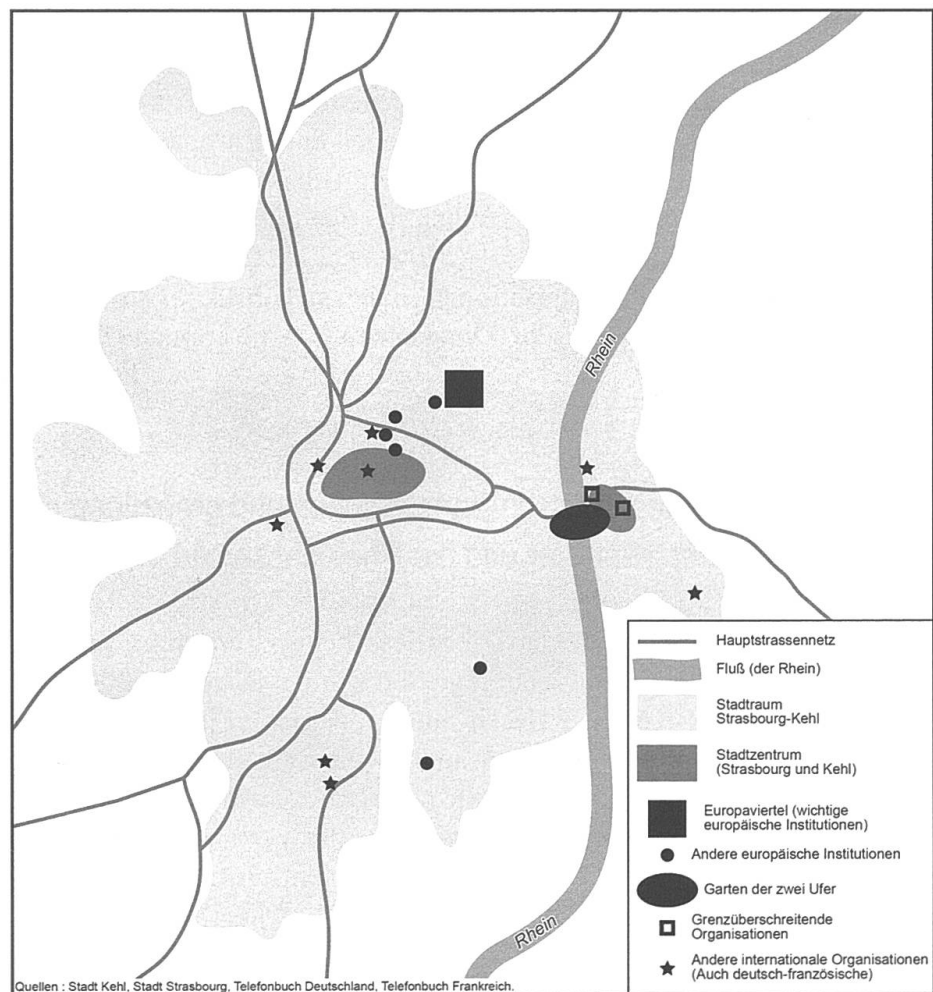 Rhein
Rhein
Hauptstrassennetz
Fluß (der Rhein)
Stadtraum
Strasbourg-Kehl
Stadtzentrum
(Strasbourg und Kehl)
Europaviertel (wichtige
europäische Institutionen)
Andere europäische Institutionen
Garten der zwei Ufer
Grenzüberschreitende
Organisationen
Andere internationale Organisationen
(Auch deutsch-französische)
Quellen : Stadt Kehl, Stadt Strasbourg, Telefonbuch Deutschland, Telefonbuch Frankreich.